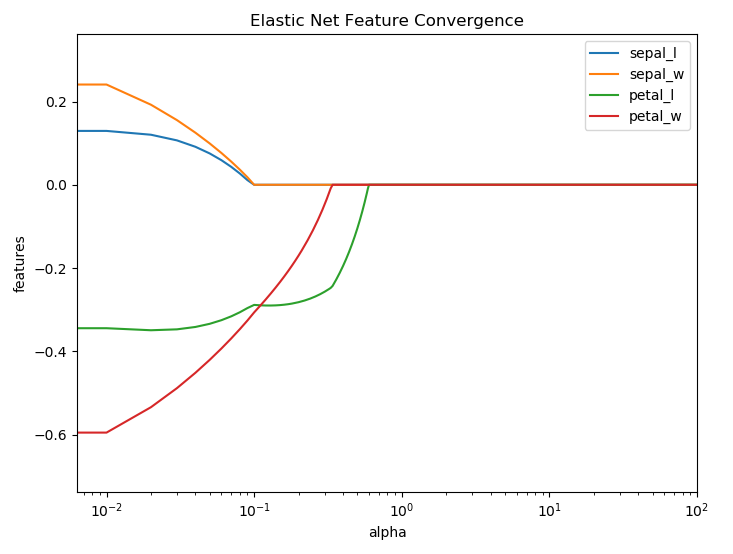 Elastic Net Feature Convergence
sepal_l
sepal_w
petal_l
petal_w
features
0.2
0.0
−0.2
−0.4
−0.6
10⁻² 10⁻¹ 10⁰ 10¹ 10²
alpha